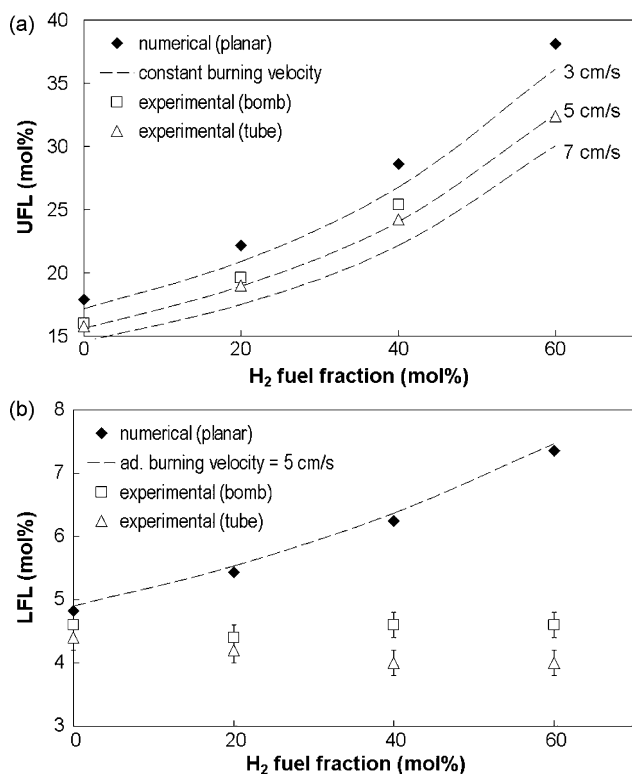 (a)
40
35
30
25
20
15
UFL (mol%)
numerical (planar)
constant burning velocity
experimental (bomb)
experimental (tube)
3 cm/s
5 cm/s
7 cm/s
0 20 40 60
H₂ fuel fraction (mol%)
(b)
8
7
6
5
4
3
LFL (mol%)
numerical (planar)
ad. burning velocity = 5 cm/s
experimental (bomb)
experimental (tube)
0 20 40 60
H₂ fuel fraction (mol%)